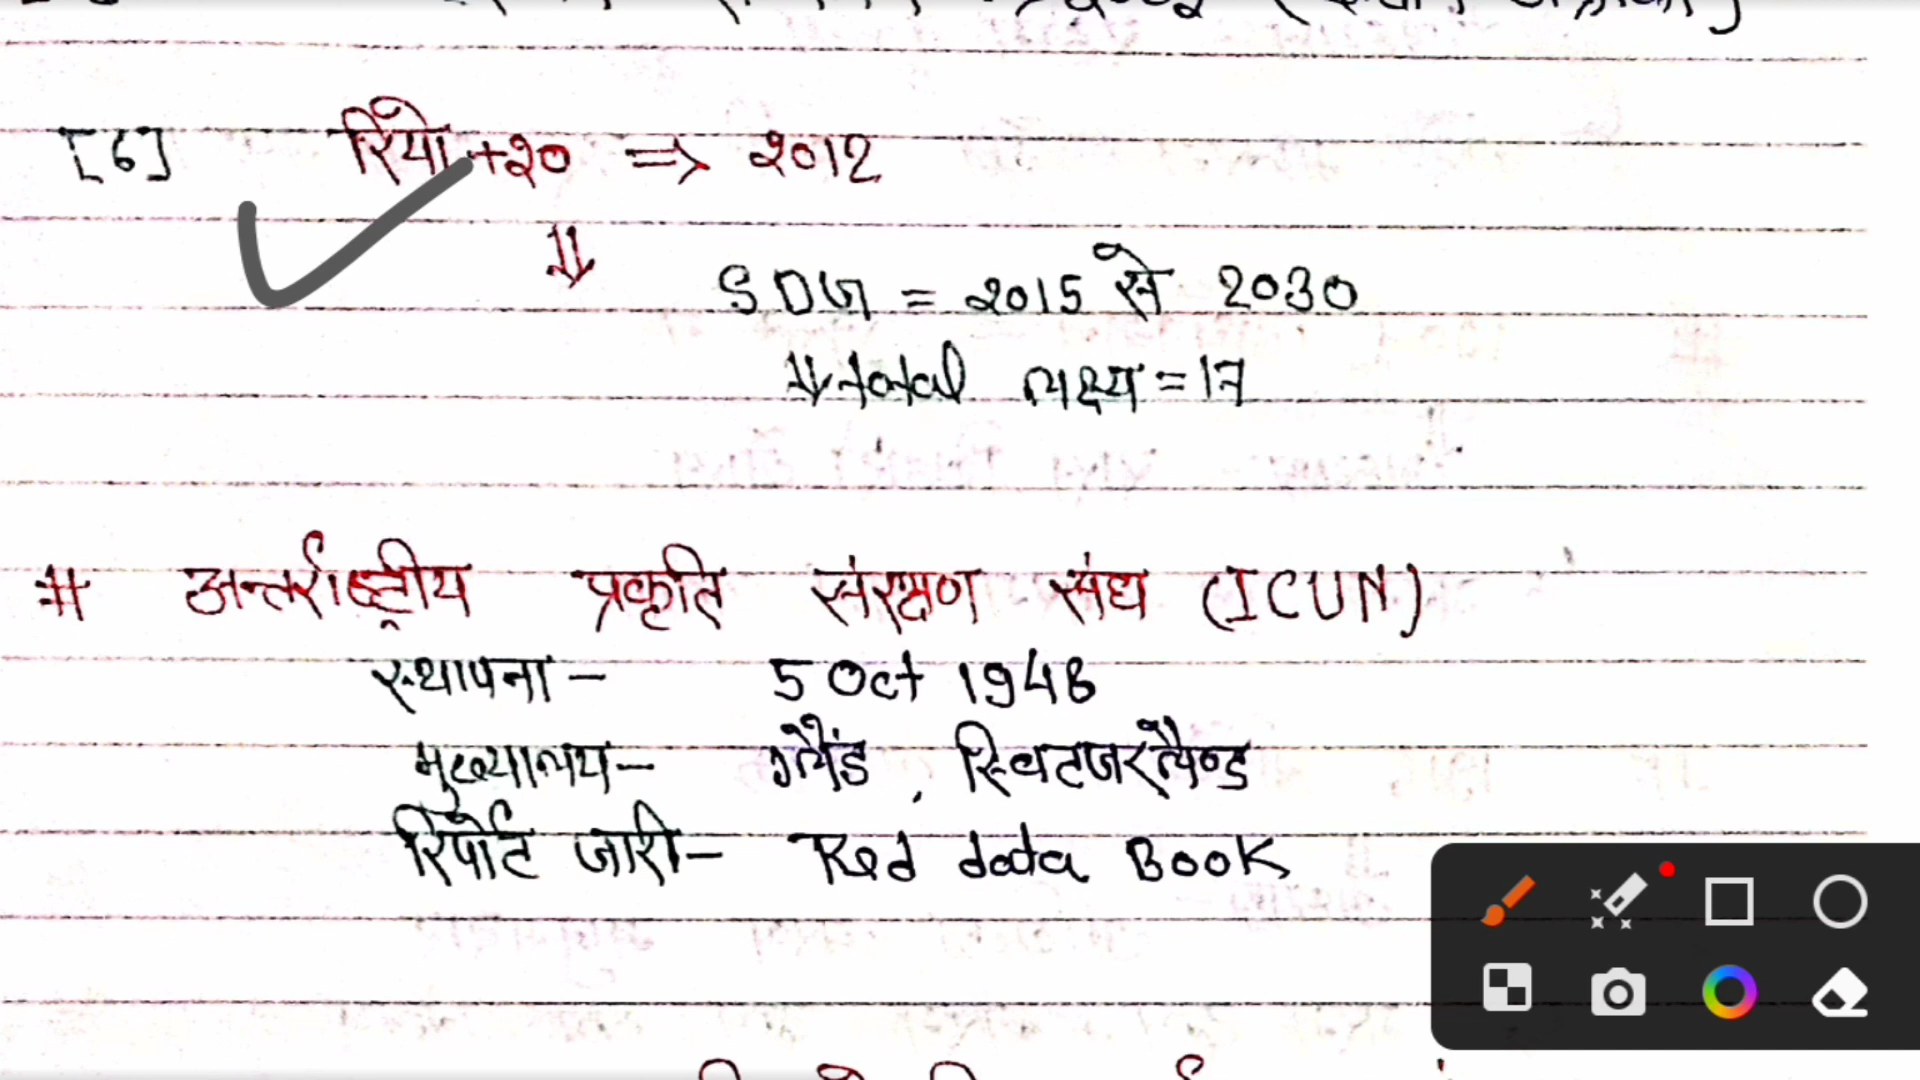 [6] रियो +20 => 2012
SDG = 2015 से 2030
total लक्ष्य = 17
# अन्तर्राष्ट्रीय प्रकृति संरक्षण संघ (ICUN)
स्थापना - 5 Oct 1948
मुख्यालय - ग्लैंड, स्विटजरलैण्ड
रिपोर्ट जारी - Red data Book